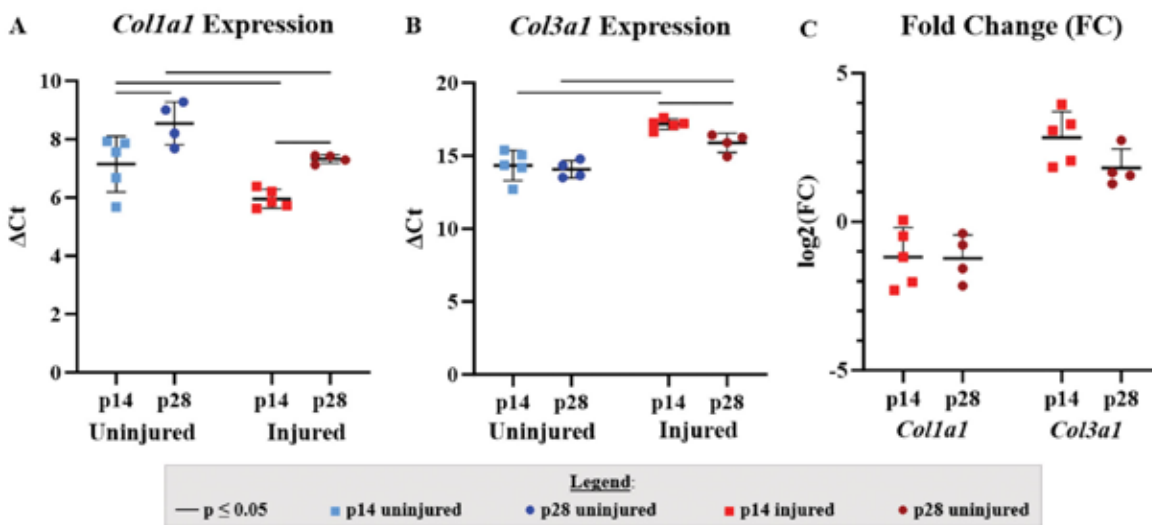 A
Col1a1 Expression
10
8
6
4
2
0
ΔCt
p14 p28 p14 p28
Uninjured Injured
B
Col3a1 Expression
20
15
10
5
0
ΔCt
p14 p28 p14 p28
Uninjured Injured
C
Fold Change (FC)
5
0
-5
log2(FC)
p14 p28 p14 p28
Col1a1 Col3a1
Legend:
p ≤ 0.05 p14 uninjured p28 uninjured p14 injured p28 uninjured